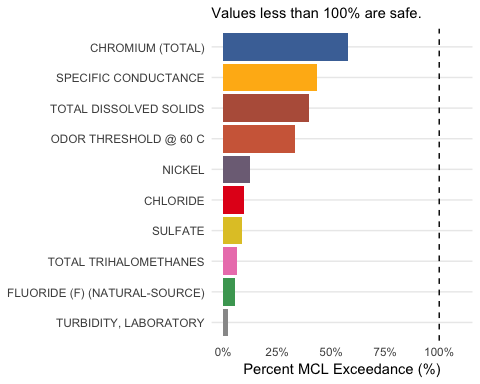 Values less than 100% are safe.
CHROMIUM (TOTAL)
SPECIFIC CONDUCTANCE
TOTAL DISSOLVED SOLIDS
ODOR THRESHOLD @ 60 C
NICKEL
CHLORIDE
SULFATE
TOTAL TRIHALOMETHANES
FLUORIDE (F) (NATURAL-SOURCE)
TURBIDITY, LABORATORY
0% 25% 50% 75% 100%
Percent MCL Exceedance (%)